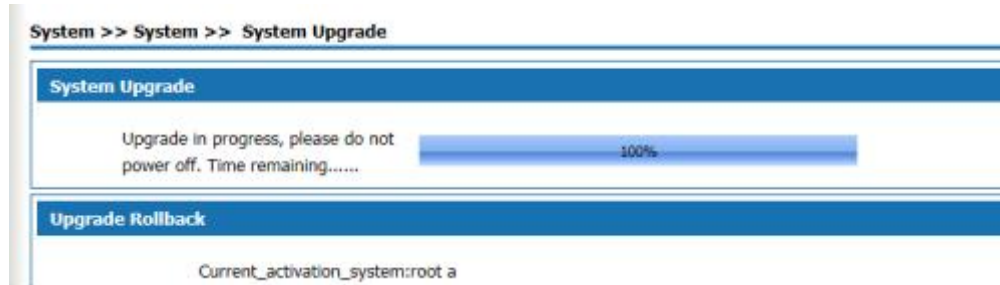 System >> System >> System Upgrade
System Upgrade
Upgrade in progress, please do not
power off. Time remaining......
100%
Upgrade Rollback
Current_activation_system:root a